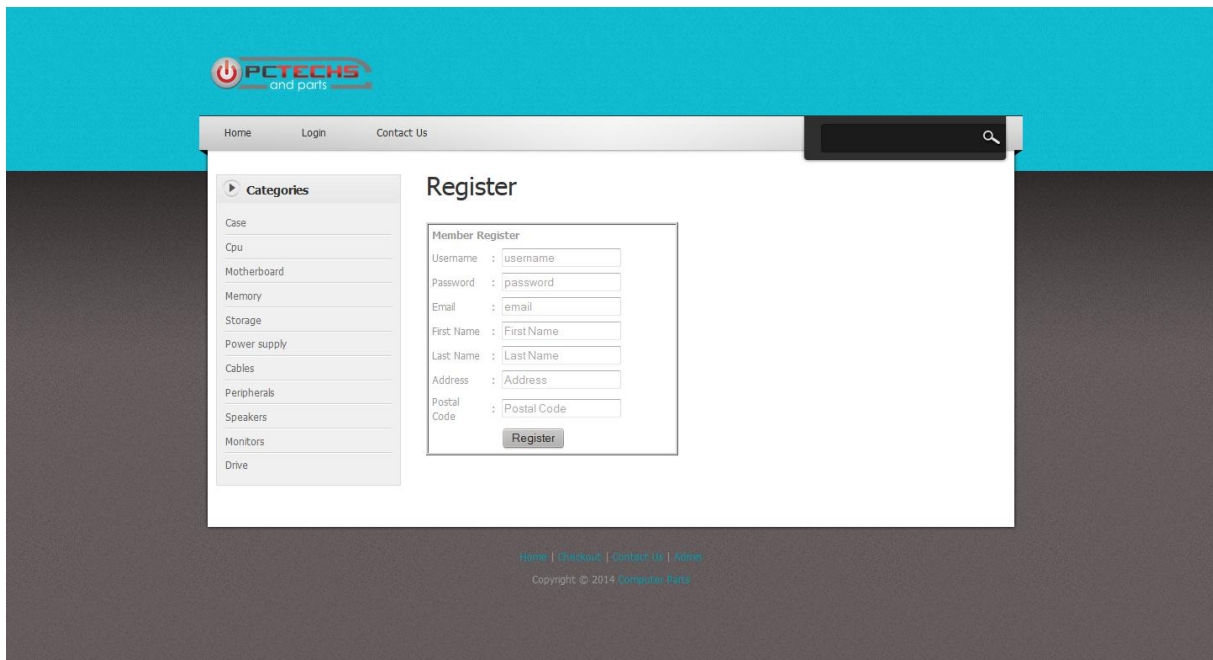 PCTECHS
and parts
Home Login Contact Us
Categories
Case
Cpu
Motherboard
Memory
Storage
Power supply
Cables
Peripherals
Speakers
Monitors
Drive
Register
Member Register
Username : username
Password : password
Email : email
First Name : First Name
Last Name : Last Name
Address : Address
Postal
Code : Postal Code
Register
Home | Checkout | Contact Us | Admin
Copyright © 2014 Computer Parts